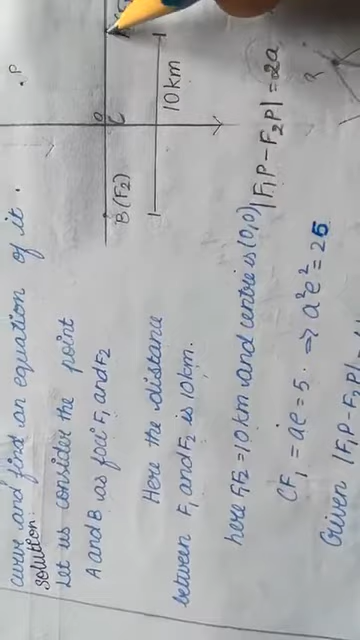 curve and find an equation of it.
Solution:
Let us consider the point
A and B as foci F₁ and F₂
Here the distance
between F₁ and F₂ is 10km.
here F₁F₂ = 10 km and centre is (0,0) |F₁P - F₂P| = 2a
CF₁ = ae = 5. ⇒ a²e² = 25
Given |F₁P - F₂P|
P
C
B (F₂)
10 km